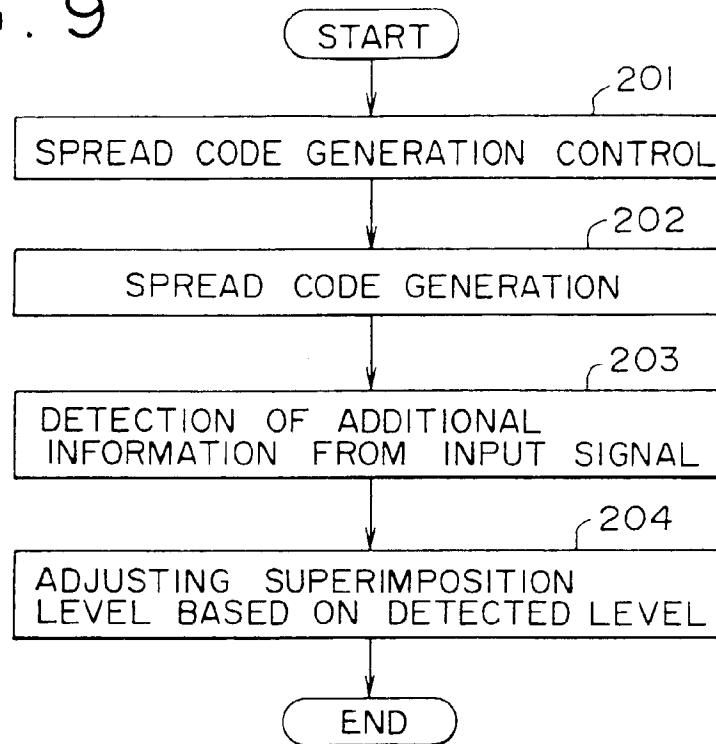 . 9
START
201
SPREAD CODE GENERATION CONTROL
202
SPREAD CODE GENERATION
203
DETECTION OF ADDITIONAL
INFORMATION FROM INPUT SIGNAL
204
ADJUSTING SUPERIMPOSITION
LEVEL BASED ON DETECTED LEVEL
END